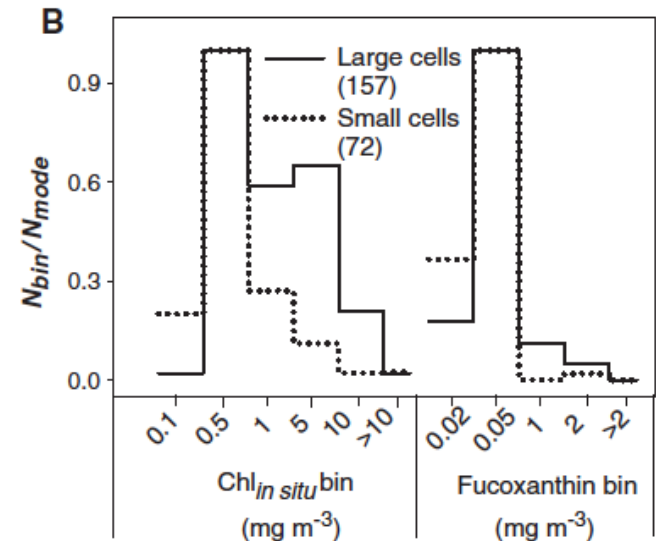 B
Large cells
(157)
Small cells
(72)
N_bin/N_mode
0.9
0.6
0.3
0.0
0.1 0.5 1 5 10 >10
0.02 0.05 1 2 >2
Chl_in situ bin
(mg m⁻³)
Fucoxanthin bin
(mg m⁻³)